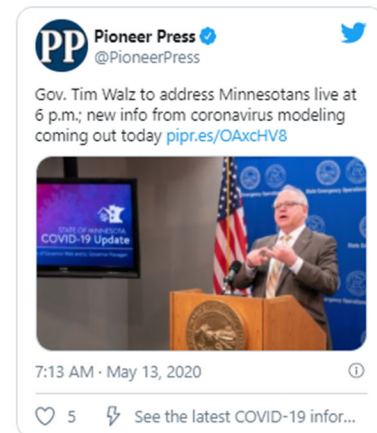 PP
Pioneer Press
@PioneerPress
Gov. Tim Walz to address Minnesotans live at
6 p.m.; new info from coronavirus modeling
coming out today pipr.es/OAxcHV8
STATE OF MINNESOTA
COVID-19 Update
7:13 AM · May 13, 2020
5
See the latest COVID-19 infor...